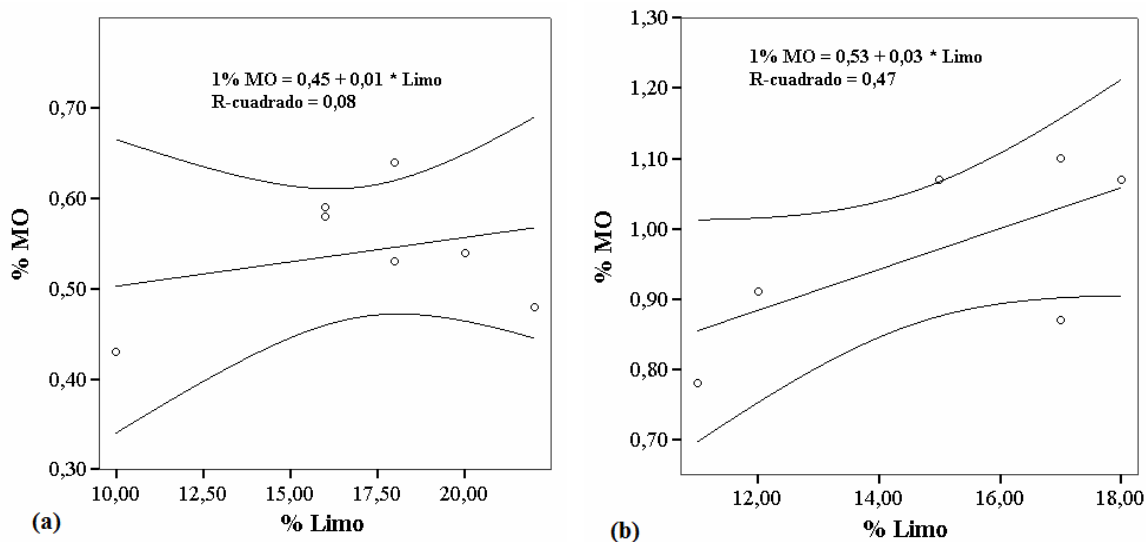 1% MO = 0,45 + 0,01 * Limo
R-cuadrado = 0,08
0,70
0,60
0,50
0,40
0,30
% MO
10,00 12,50 15,00 17,50 20,00
% Limo
(a)
1,30
1% MO = 0,53 + 0,03 * Limo
R-cuadrado = 0,47
1,20
1,10
1,00
0,90
0,80
0,70
% MO
12,00 14,00 16,00 18,00
% Limo
(b)